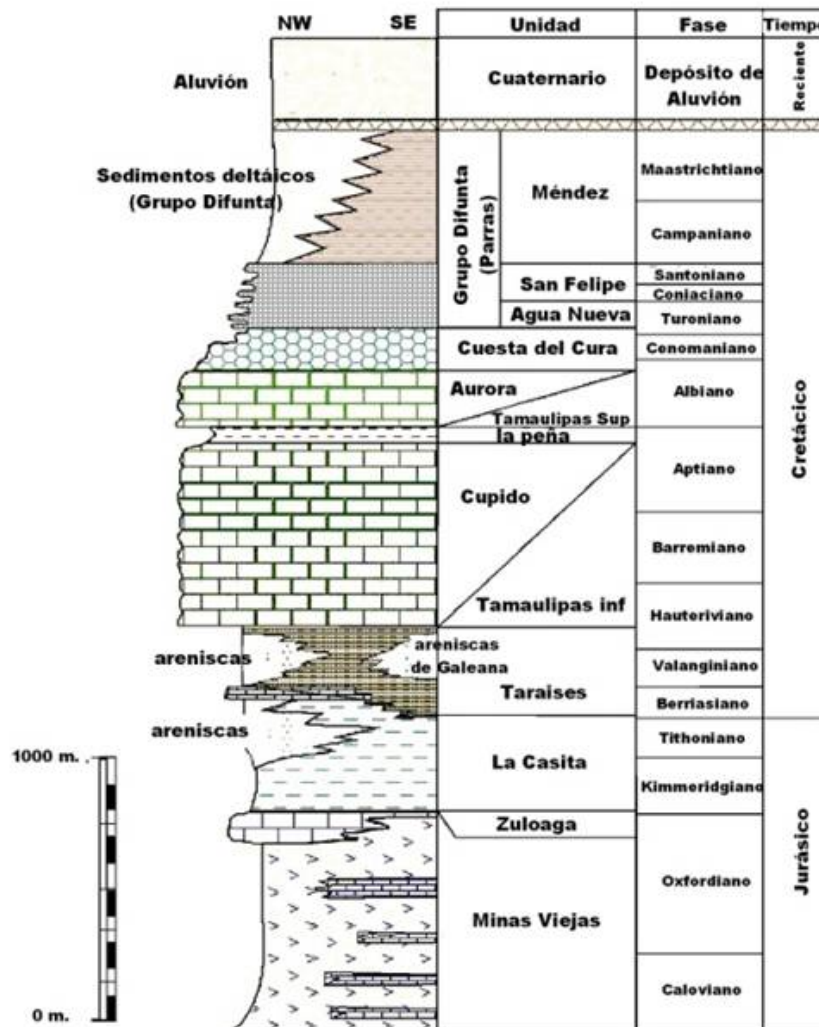 NW SE Unidad Fase Tiempo
Aluvión Cuaternario Depósito de
Aluvión Reciente
Sedimentos deltáicos
(Grupo Difunta)
Grupo Difunta
(Parras)
Méndez Maastrichtiano
Campaniano
San Felipe Santoniano
Coniaciano
Agua Nueva Turoniano
Cuesta del Cura Cenomaniano
Aurora Albiano
Tamaulipas Sup
la peña
Cretácico
Cupido Aptiano
Barremiano
Tamaulipas inf Hauteriviano
areniscas areniscas
de Galeana
Taraises Valanginiano
Berriasiano
areniscas Tithoniano
1000 m.
La Casita Kimmeridgiano
Zuloaga
Jurásico
Oxfordiano
Minas Viejas
Caloviano
0 m.